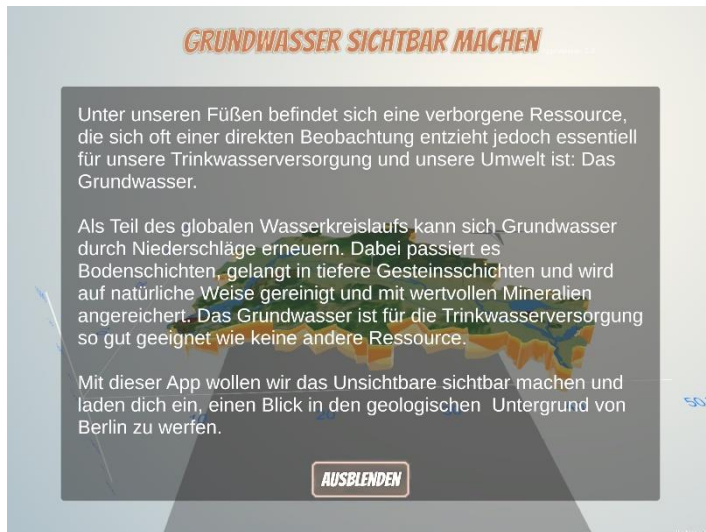 GRUNDWASSER SICHTBAR MACHEN
Unter unseren Füßen befindet sich eine verborgene Ressource,
die sich oft einer direkten Beobachtung entzieht jedoch essentiell
für unsere Trinkwasserversorgung und unsere Umwelt ist: Das
Grundwasser.
Als Teil des globalen Wasserkreislaufs kann sich Grundwasser
durch Niederschläge erneuern. Dabei passiert es
Bodenschichten, gelangt in tiefere Gesteinsschichten und wird
auf natürliche Weise gereinigt und mit wertvollen Mineralien
angereichert. Das Grundwasser ist für die Trinkwasserversorgung
so gut geeignet wie keine andere Ressource.
Mit dieser App wollen wir das Unsichtbare sichtbar machen und
laden dich ein, einen Blick in den geologischen Untergrund von
Berlin zu werfen.
20
50
AUSBLENDEN